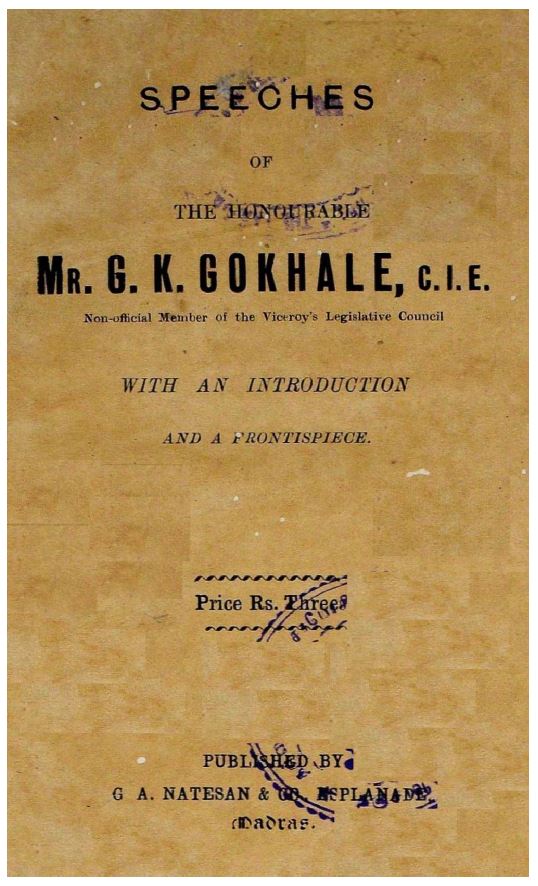 SPEECHES
OF
THE HONOURABLE
MR. G. K. GOKHALE, C.I.E.
Non-official Member of the Viceroy's Legislative Council
WITH AN INTRODUCTION
AND A FRONTISPIECE.
Price Rs. Three
PUBLISHED BY
G A. NATESAN & CO. ESPLANADE
Madras.